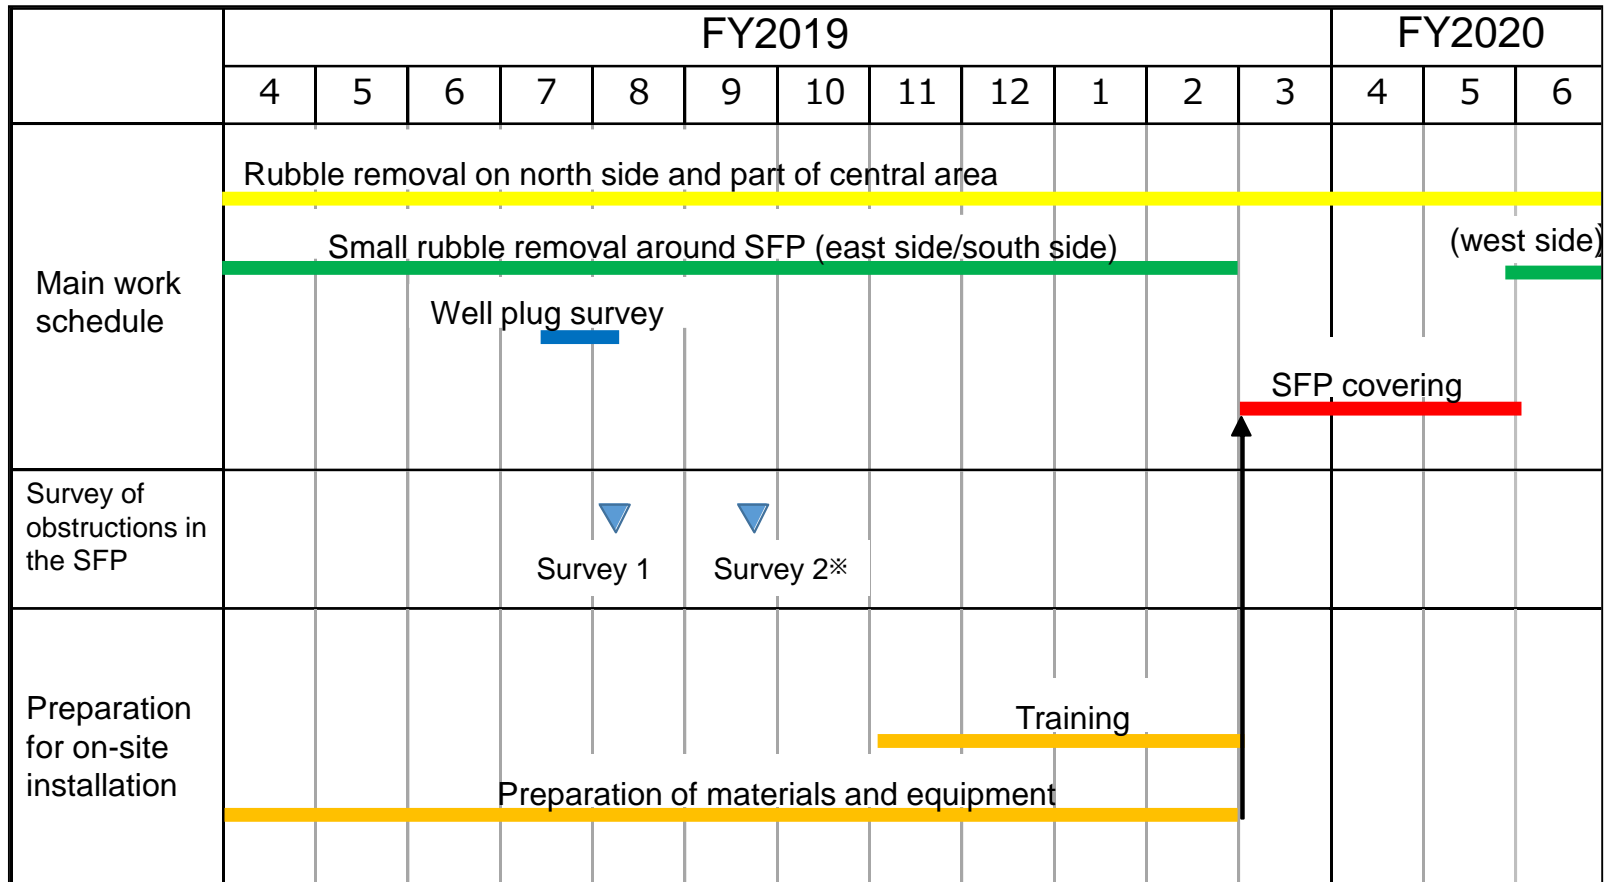 FY2019 FY2020
4 5 6 7 8 9 10 11 12 1 2 3 4 5 6
Main work
schedule
Rubble removal on north side and part of central area
Small rubble removal around SFP (east side/south side)
(west side)
Well plug survey
SFP covering
Survey of
obstructions in
the SFP
Survey 1
Survey 2※
Preparation
for on-site
installation
Training
Preparation of materials and equipment